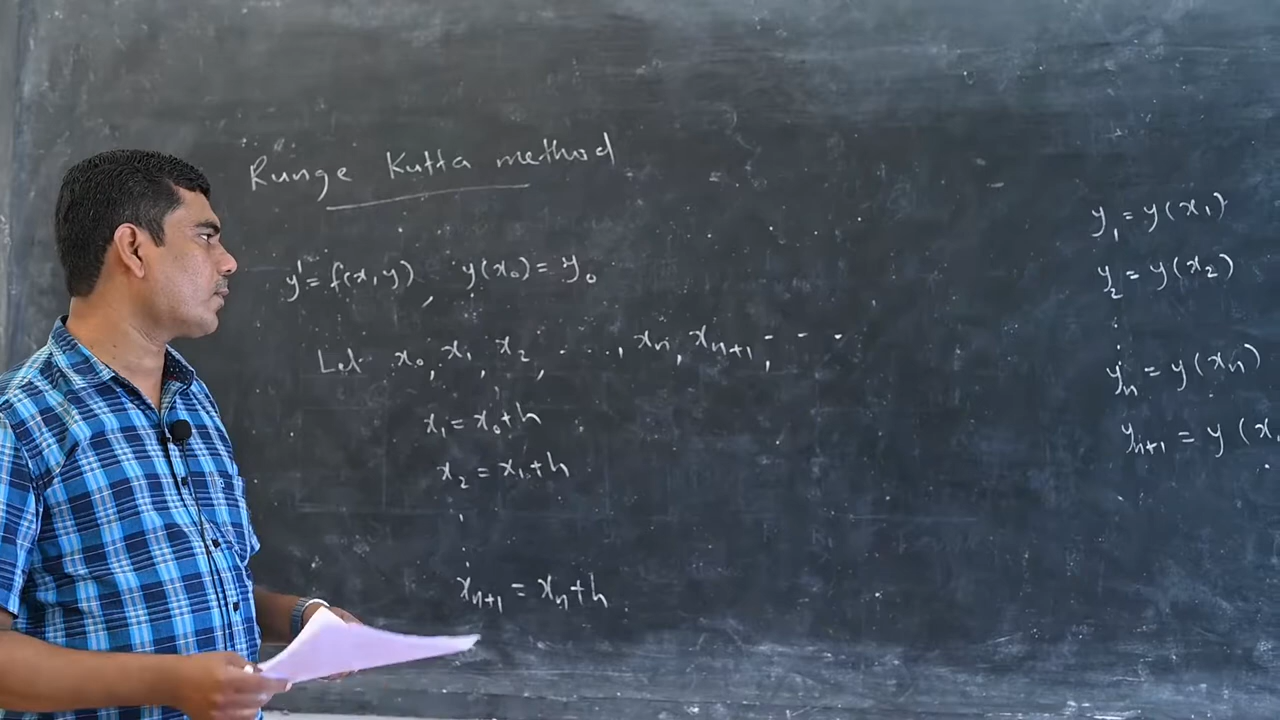 Runge Kutta method
y' = f(x, y) , y(x₀) = y₀
Let x₀, x₁, x₂, . . . ., xₙ, xₙ₊₁, - - -
x₁ = x₀+h
x₂ = x₁+h
xₙ₊₁ = xₙ+h
y₁ = y(x₁)
y₂ = y(x₂)
yₙ = y(xₙ)
yₙ₊₁ = y(x